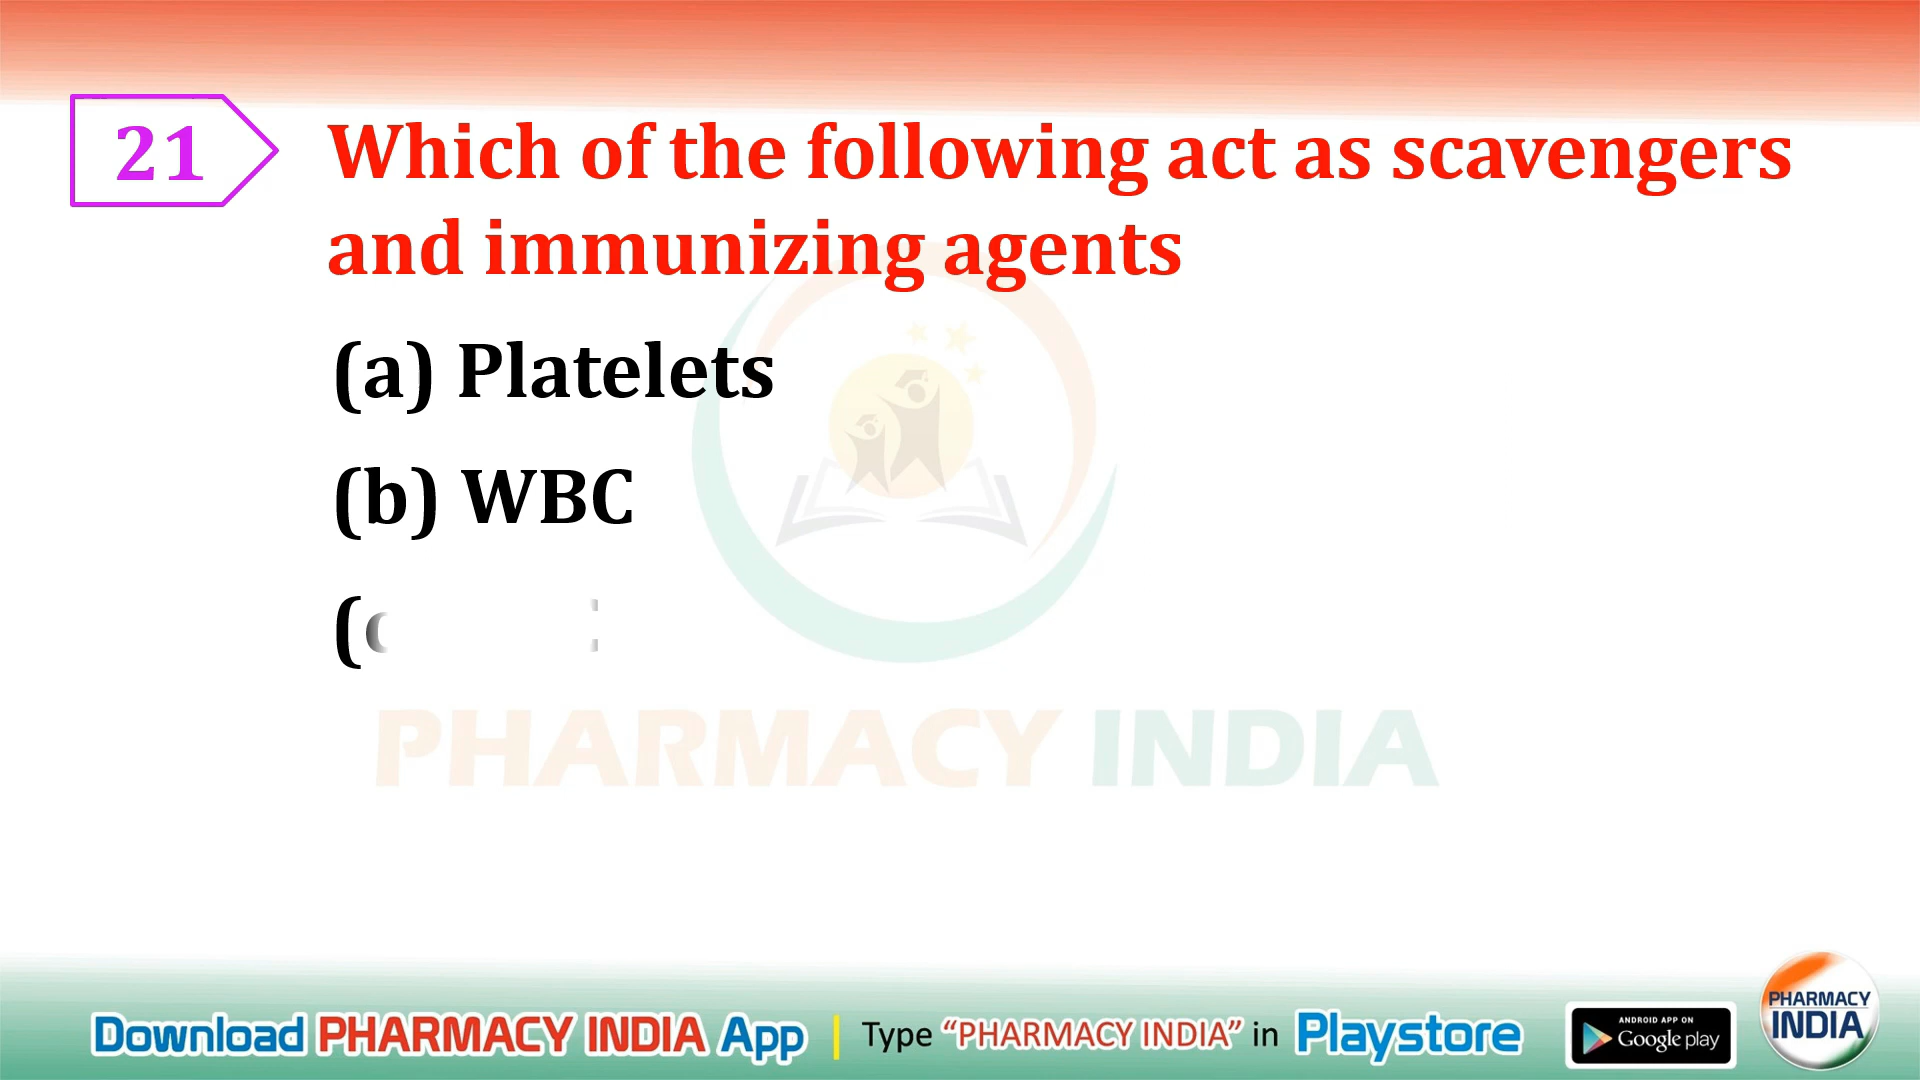 21
Which of the following act as scavengers
and immunizing agents
(a) Platelets
(b) WBC
(c
PHARMACY INDIA
Download PHARMACY INDIA App | Type “PHARMACY INDIA” in Playstore
ANDROID APP ON
Google play
PHARMACY
INDIA